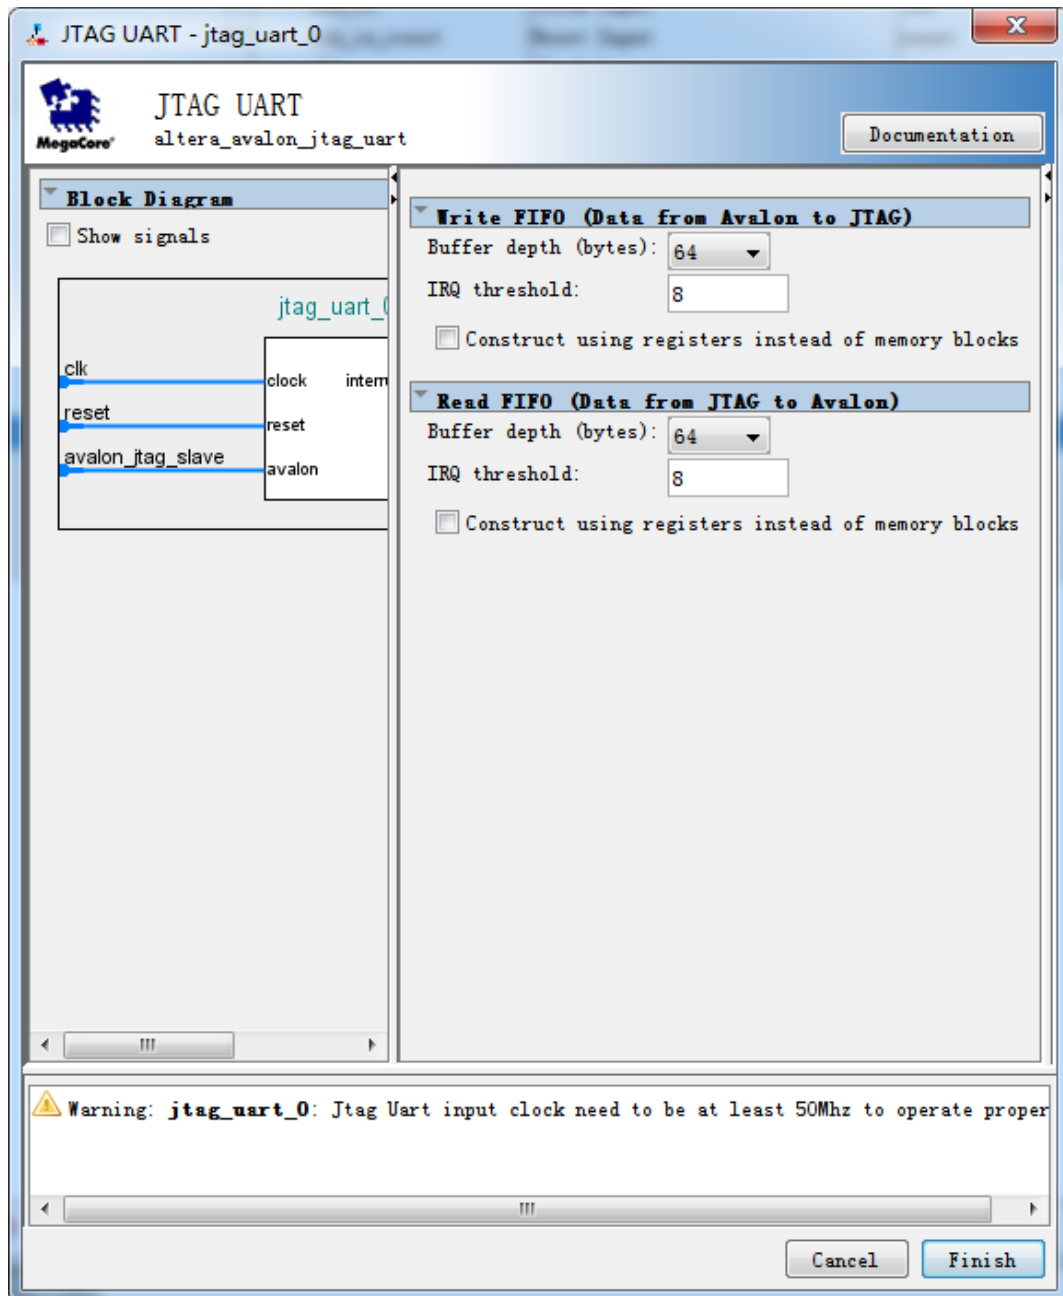 JTAG UART - jtag_uart_0
JTAG UART
altera_avalon_jtag_uart
MegaCore®
Documentation
Block Diagram
Show signals
jtag_uart_0
clk
clock
interru
reset
reset
avalon_jtag_slave
avalon
Write FIFO (Data from Avalon to JTAG)
Buffer depth (bytes): 64
IRQ threshold: 8
Construct using registers instead of memory blocks
Read FIFO (Data from JTAG to Avalon)
Buffer depth (bytes): 64
IRQ threshold: 8
Construct using registers instead of memory blocks
Warning: jtag_uart_0: Jtag Uart input clock need to be at least 50Mhz to operate proper
Cancel
Finish